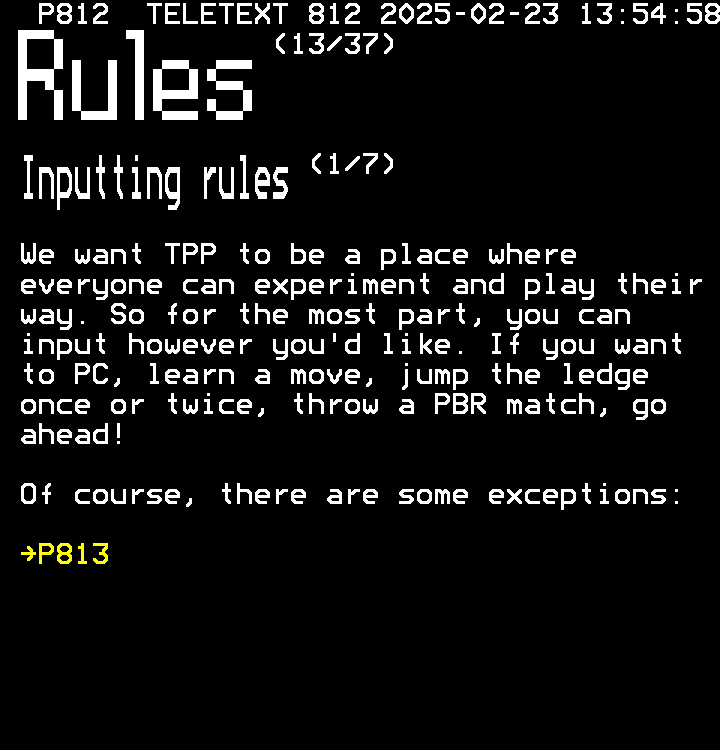 P812 TELETEXT 812 2025-02-23 13:54:58
Rules (13/37)
Inputting rules (1/7)
We want TPP to be a place where
everyone can experiment and play their
way. So for the most part, you can
input however you'd like. If you want
to PC, learn a move, jump the ledge
once or twice, throw a PBR match, go
ahead!
Of course, there are some exceptions:
→P813